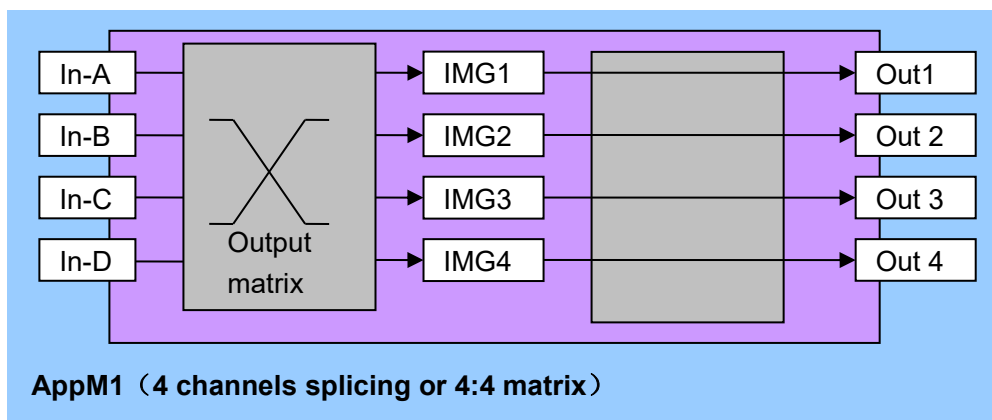 In-A
IMG1
Out1
In-B
IMG2
Out 2
In-C
IMG3
Out 3
In-D
Output
matrix
IMG4
Out 4
AppM1（4 channels splicing or 4:4 matrix）